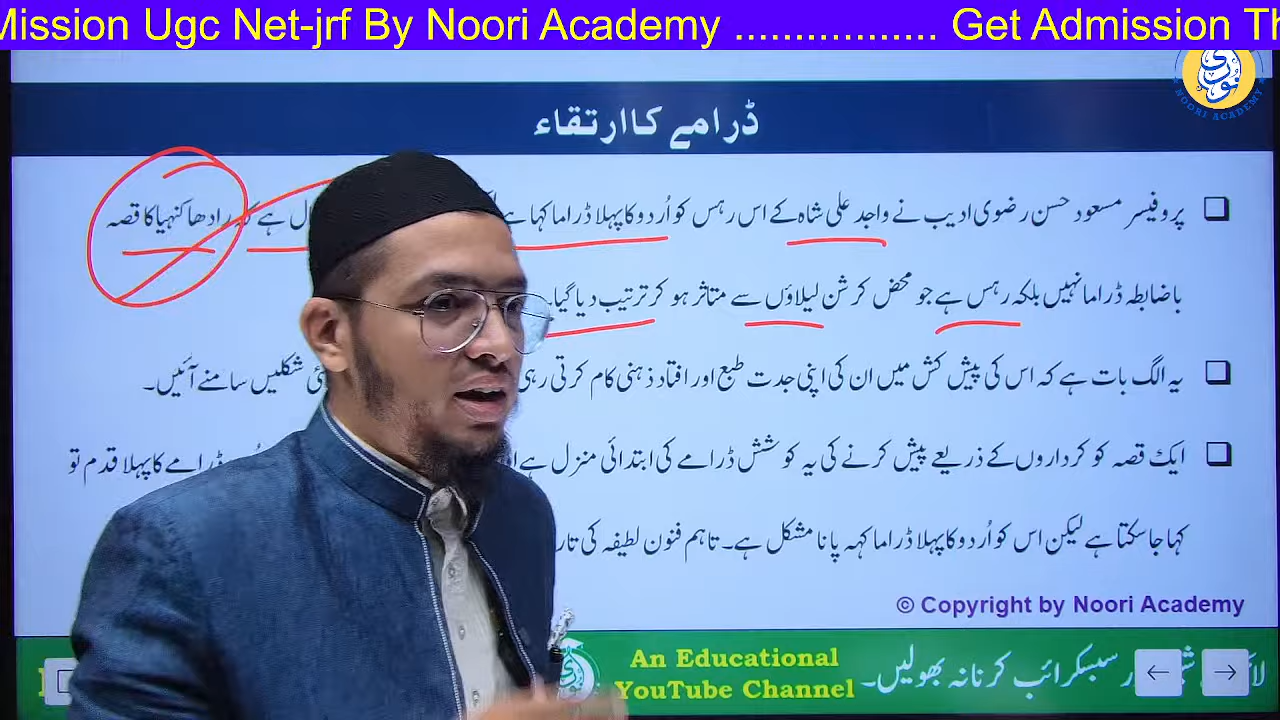 Mission Ugc Net-jrf By Noori Academy ................. Get Admission Th
NOORI ACADEMY
ڈرامے کا ارتقاء
پروفیسر مسعود حسن رضوی ادیب نے واجد علی شاہ کے اس رہس کو اُردو کا پہلا ڈراما کہا ہے ہے کہ رادھا کنہیا کا قصہ
باضابطہ ڈراما نہیں بلکہ رہس ہے جو محض کرشن لیلاؤں سے متاثر ہو کر ترتیب دیا گیا۔
یہ الگ بات ہے کہ اس کی پیش کش میں ان کی اپنی جدت طبع اور افتاد ذہنی کام کرتی رہی شکلیں سامنے آئیں۔
ایک قصہ کو کرداروں کے ذریعے پیش کرنے کی یہ کوشش ڈرامے کی ابتدائی منزل ہے ڈرامے کا پہلا قدم تو
کہا جا سکتا ہے لیکن اس کو اُردو کا پہلا ڈراما کہہ پانا مشکل ہے۔ تاہم فنون لطیفہ کی
© Copyright by Noori Academy
An Educational
YouTube Channel
سبسکرائب کرنا نہ بھولیں۔